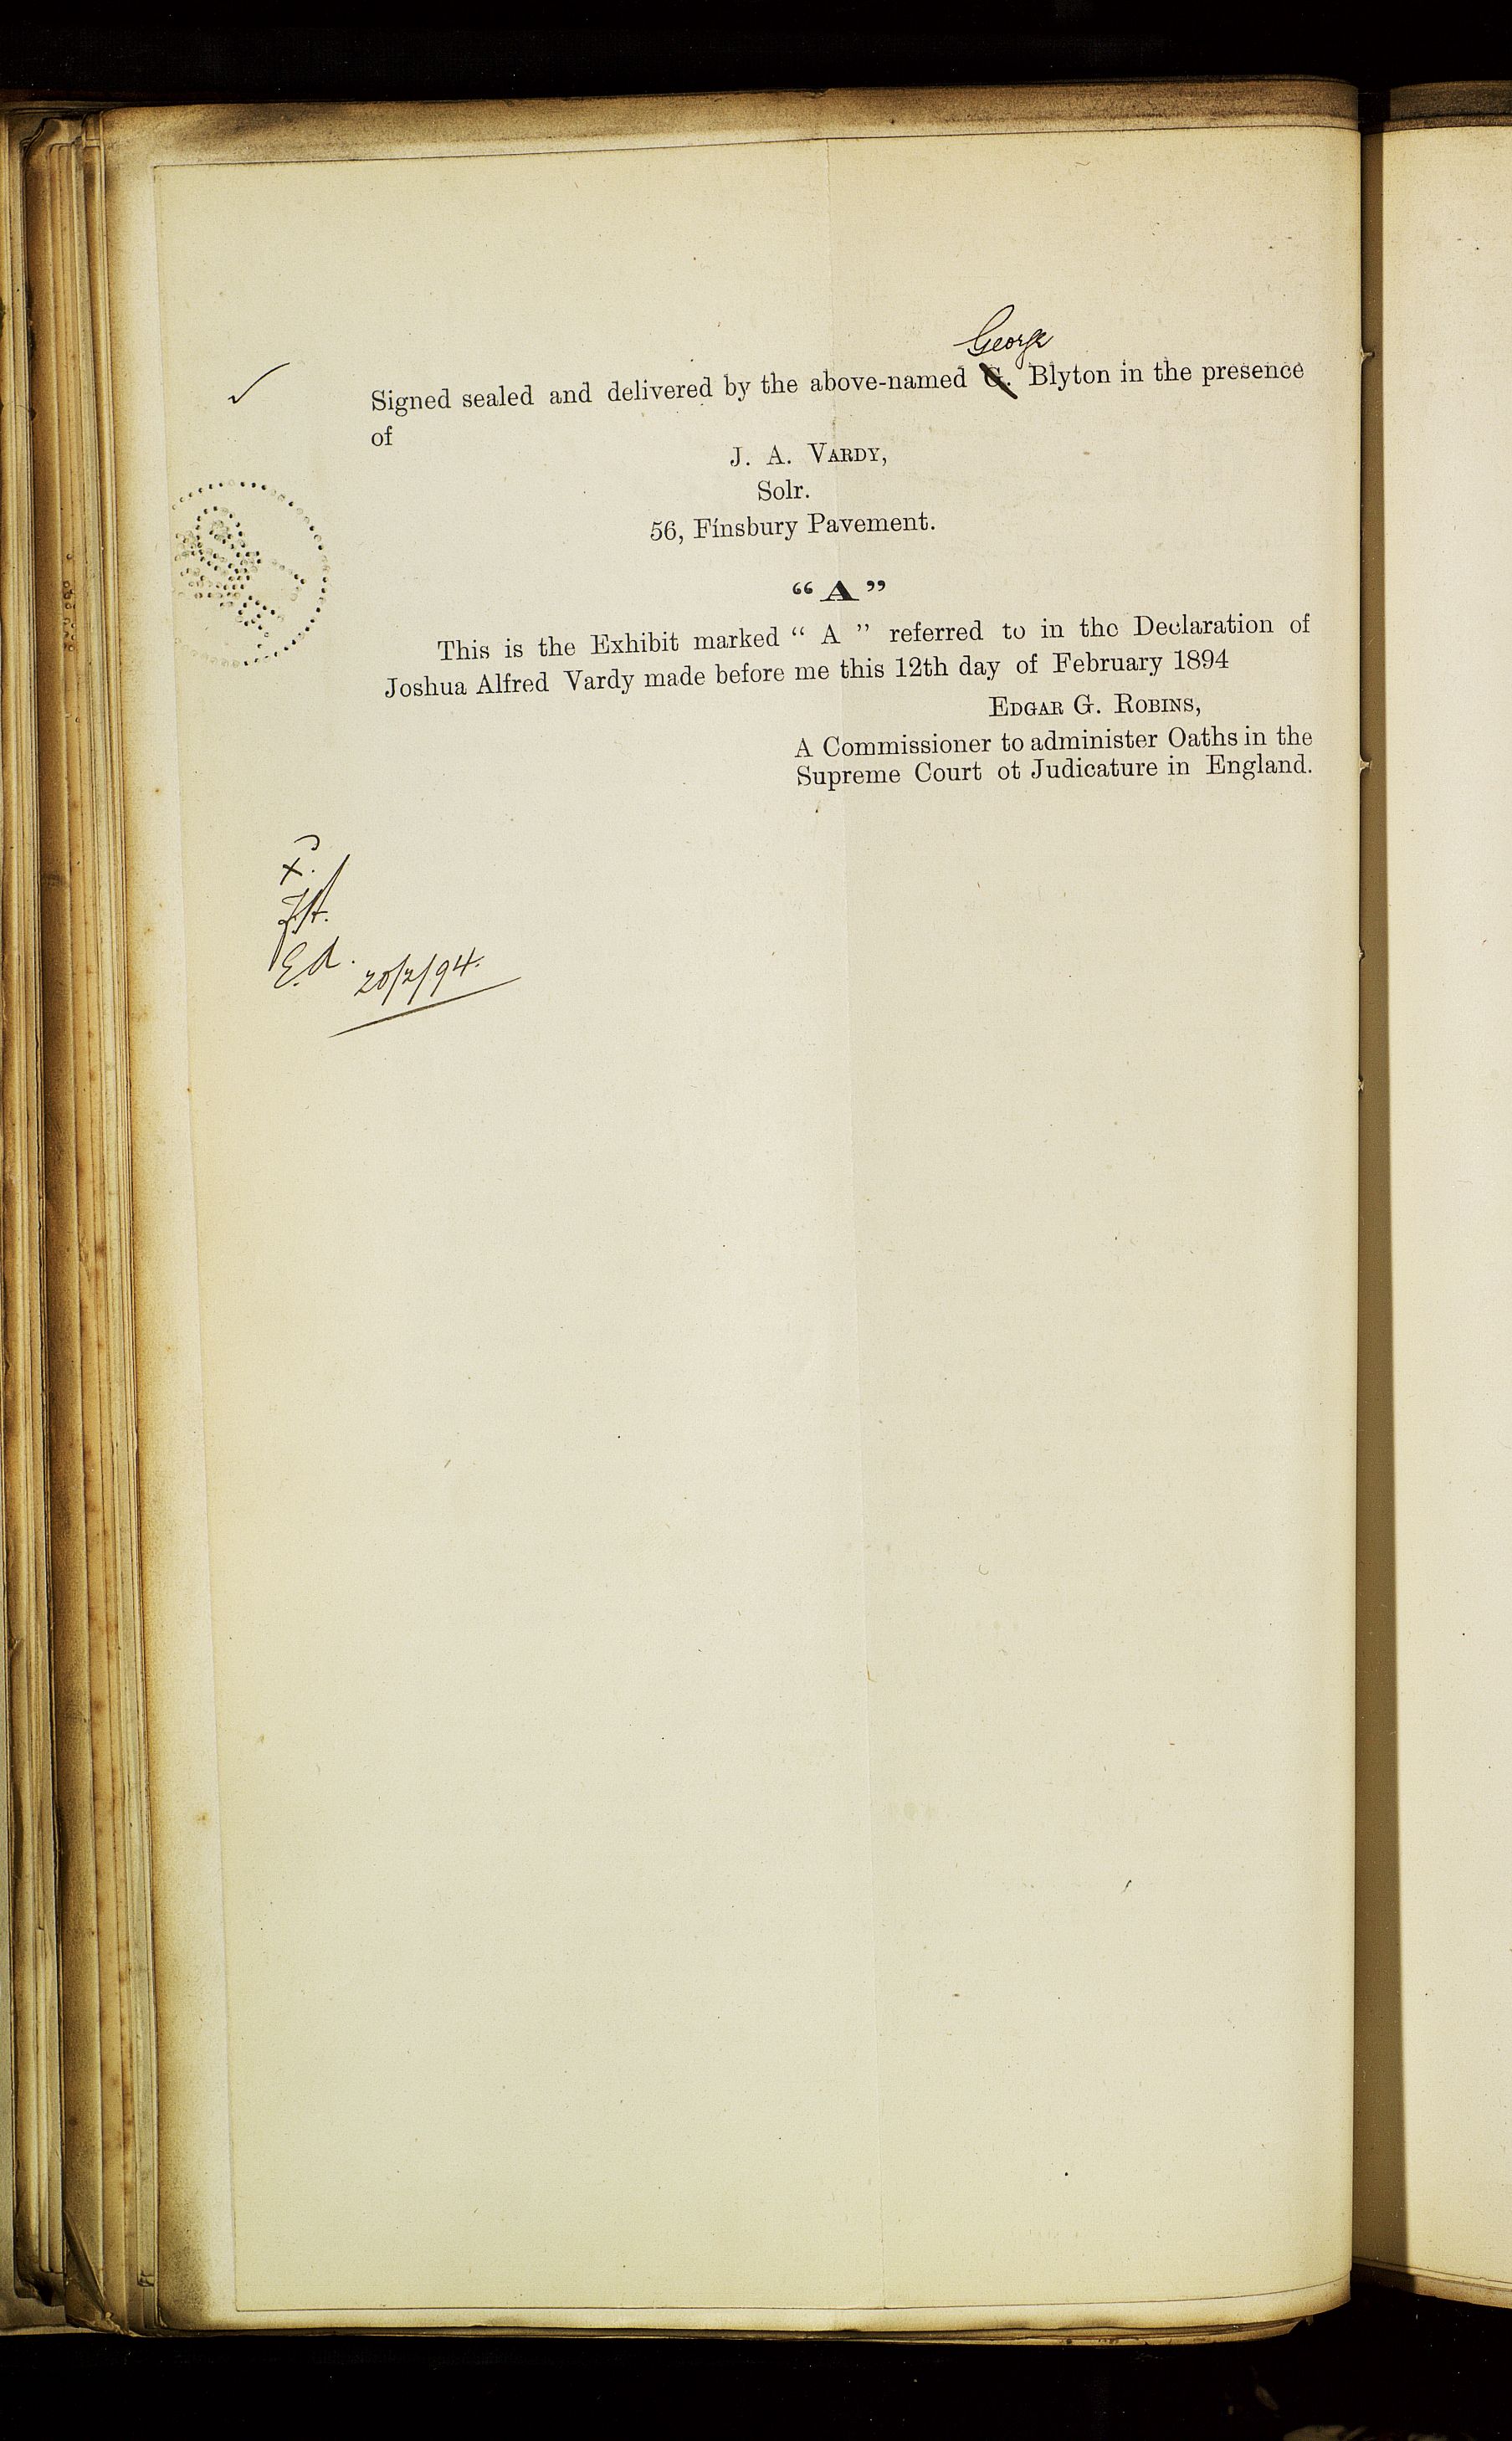 George
Signed sealed and delivered by the above-named G. Blyton in the presence
of
J. A. VARDY,
Solr.
56, Finsbury Pavement.
“ A ”
This is the Exhibit marked “ A ” referred to in the Declaration of
Joshua Alfred Vardy made before me this 12th day of February 1894
EDGAR G. ROBINS,
A Commissioner to administer Oaths in the
Supreme Court ot Judicature in England.
20/2/94.